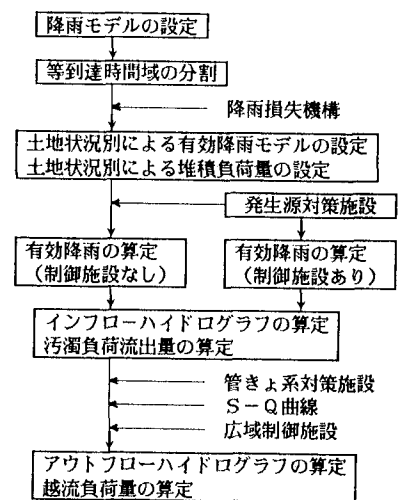 降雨モデルの設定
等到達時間域の分割
降雨損失機構
土地状況別による有効降雨モデルの設定
土地状況別による堆積負荷量の設定
発生源対策施設
有効降雨の算定
（制御施設なし）
有効降雨の算定
（制御施設あり）
インフローハイドログラフの算定
汚濁負荷流出量の算定
管きょ系対策施設
S－Q曲線
広域制御施設
アウトフローハイドログラフの算定
越流負荷量の算定